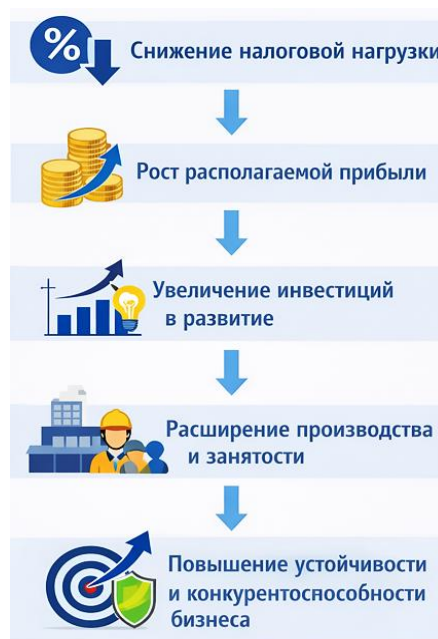 %
Снижение налоговой нагрузки
Рост располагаемой прибыли
Увеличение инвестиций
в развитие
Расширение производства
и занятости
Повышение устойчивости
и конкурентоспособности
бизнеса